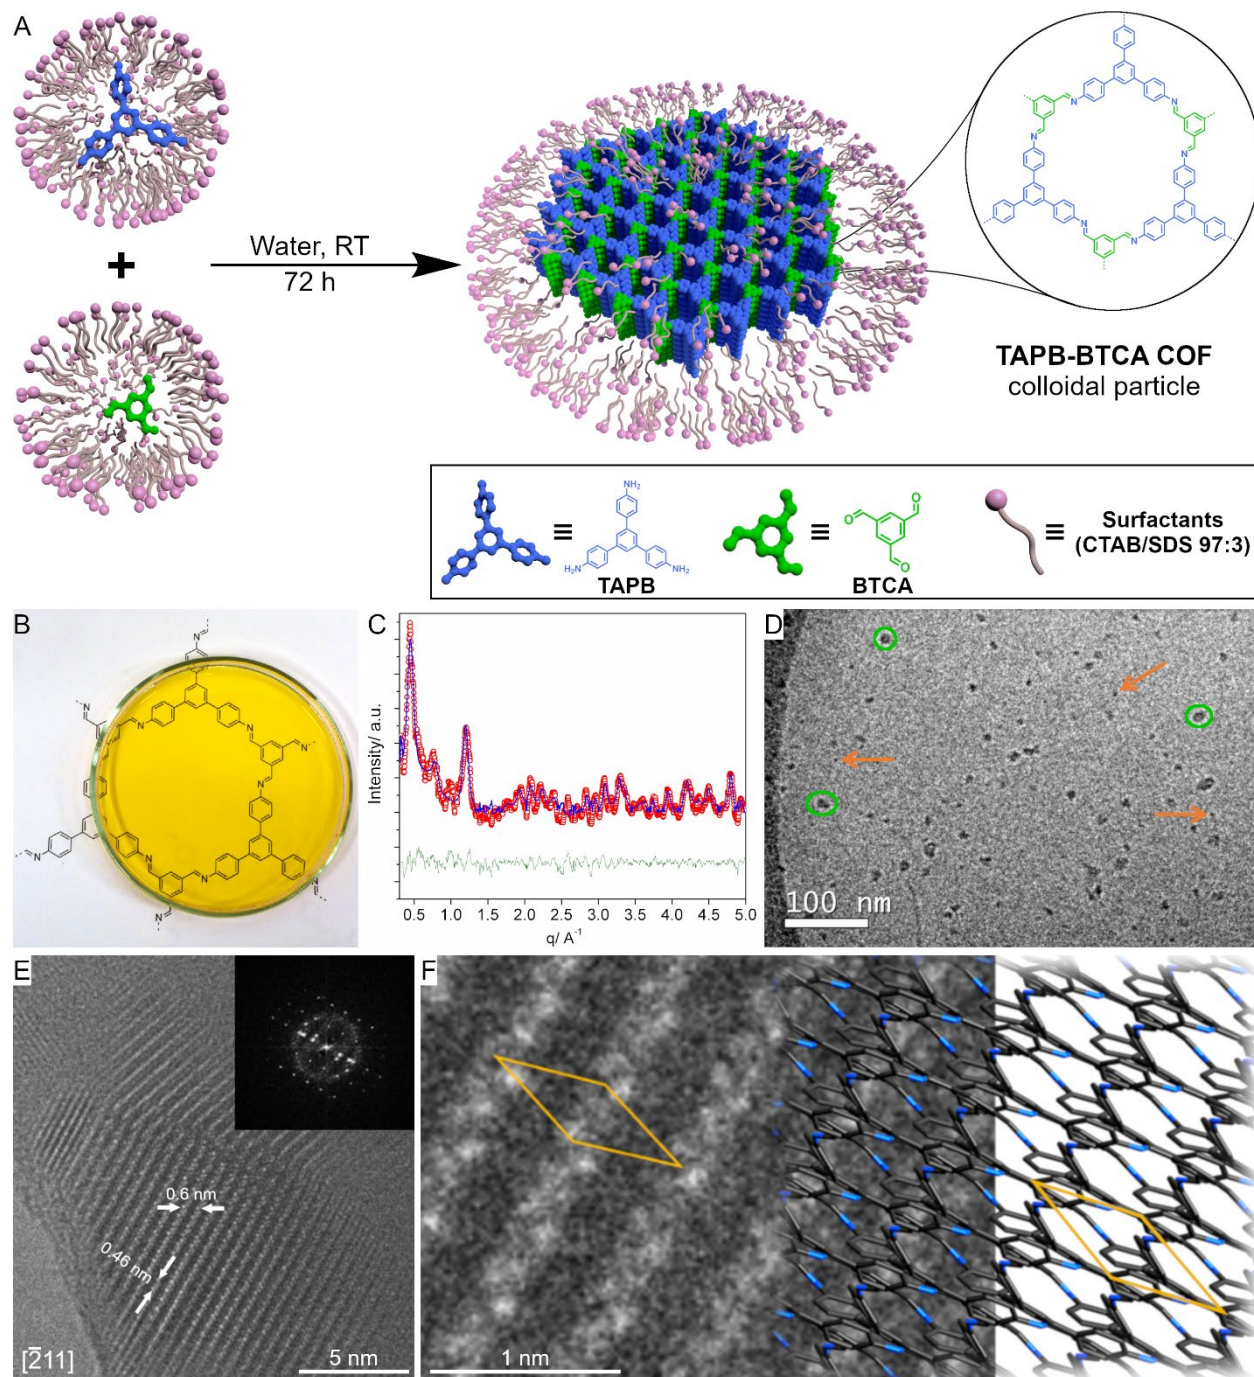 A
Water, RT
72 h
N
N
N
N
N
N
TAPB-BTCA COF
colloidal particle
NH₂
H₂N
NH₂
TAPB
O
O
O
BTCA
Surfactants
(CTAB/SDS 97:3)
B
N
N
N
N
N
N
N
N
N
N
N
N
C
Intensity/ a.u.
0.5 1.0 1.5 2.0 2.5 3.0 3.5 4.0 4.5 5.0
q/ A⁻¹
D
100 nm
E
0.6 nm
0.46 nm
[2̄11]
5 nm
F
1 nm